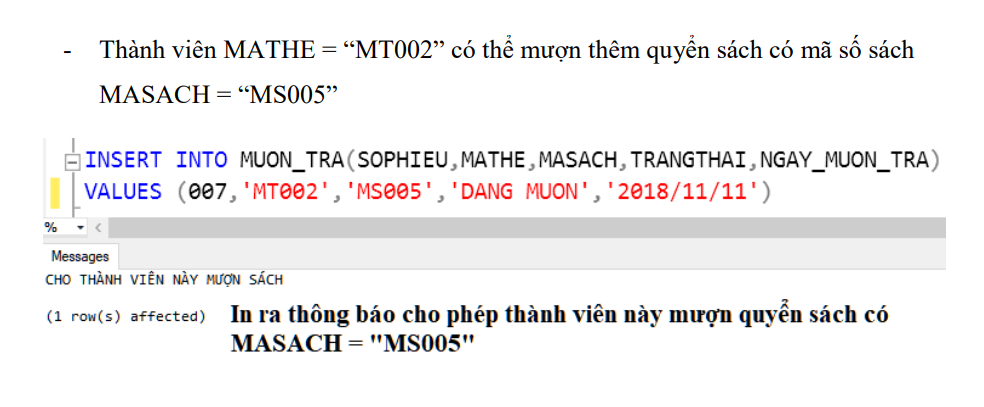 - Thành viên MATHE = “MT002” có thể mượn thêm quyển sách có mã số sách
MASACH = “MS005”
INSERT INTO MUON_TRA(SOPHIEU,MATHE,MASACH,TRANGTHAI,NGAY_MUON_TRA)
VALUES (007,'MT002','MS005','DANG MUON','2018/11/11')
%
Messages
CHO THÀNH VIÊN NÀY MƯỢN SÁCH
(1 row(s) affected) In ra thông báo cho phép thành viên này mượn quyển sách có
MASACH = "MS005"